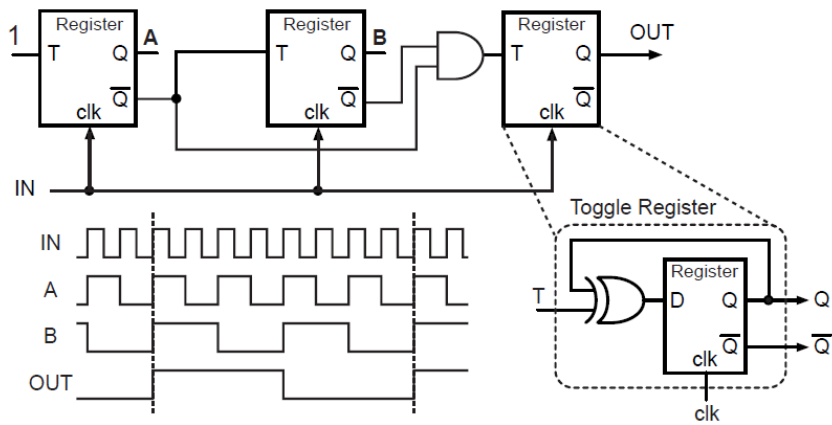 1
Register
T
Q
Q
clk
A
Register
T
Q
Q
clk
B
Register
T
Q
Q
clk
OUT
IN
Toggle Register
Register
T
D
Q
Q
clk
Q
Q
clk
IN
A
B
OUT